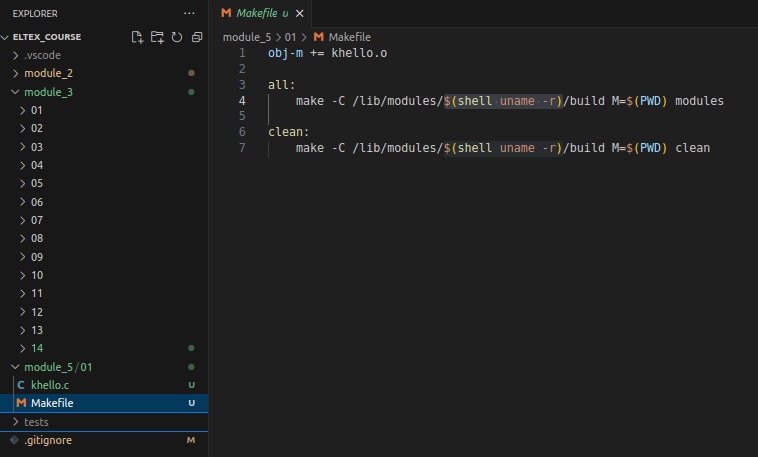 EXPLORER ...
ELTEX_COURSE
.vscode
module_2
module_3
01
02
03
04
05
06
07
08
09
10
11
12
13
14
module_5/01
C khello.c U
M Makefile U
tests
.gitignore M
M Makefile U
module_5 > 01 > M Makefile
1 obj-m += khello.o
2
3 all:
4 make -C /lib/modules/$(shell uname -r)/build M=$(PWD) modules
5
6 clean:
7 make -C /lib/modules/$(shell uname -r)/build M=$(PWD) clean